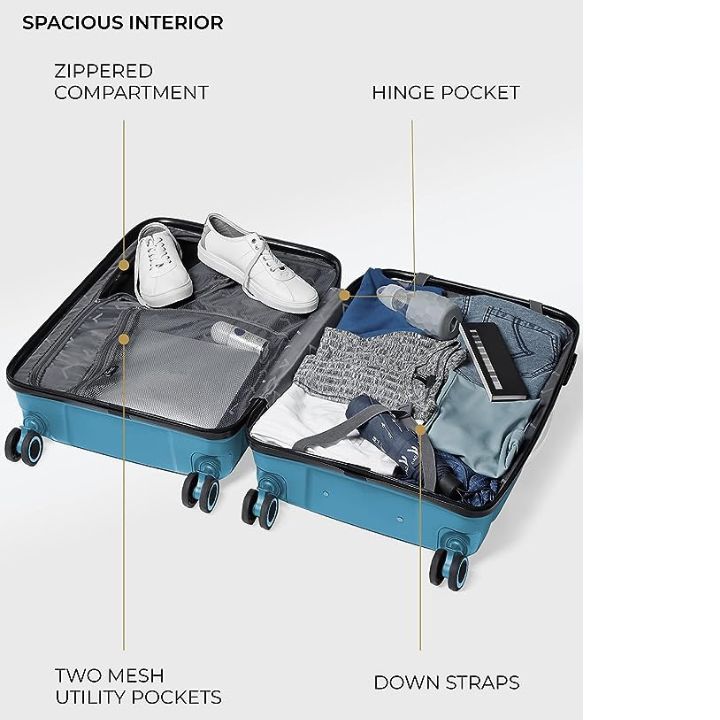 SPACIOUS INTERIOR
ZIPPERED
COMPARTMENT
HINGE POCKET
TWO MESH
UTILITY POCKETS
DOWN STRAPS